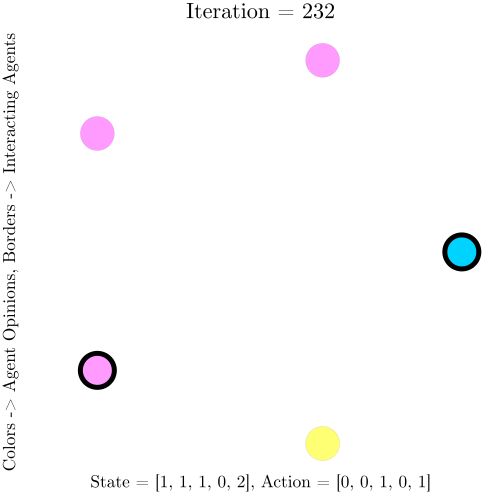 Iteration = 232
Colors -> Agent Opinions, Borders -> Interacting Agents
State = [1, 1, 1, 0, 2], Action = [0, 0, 1, 0, 1]